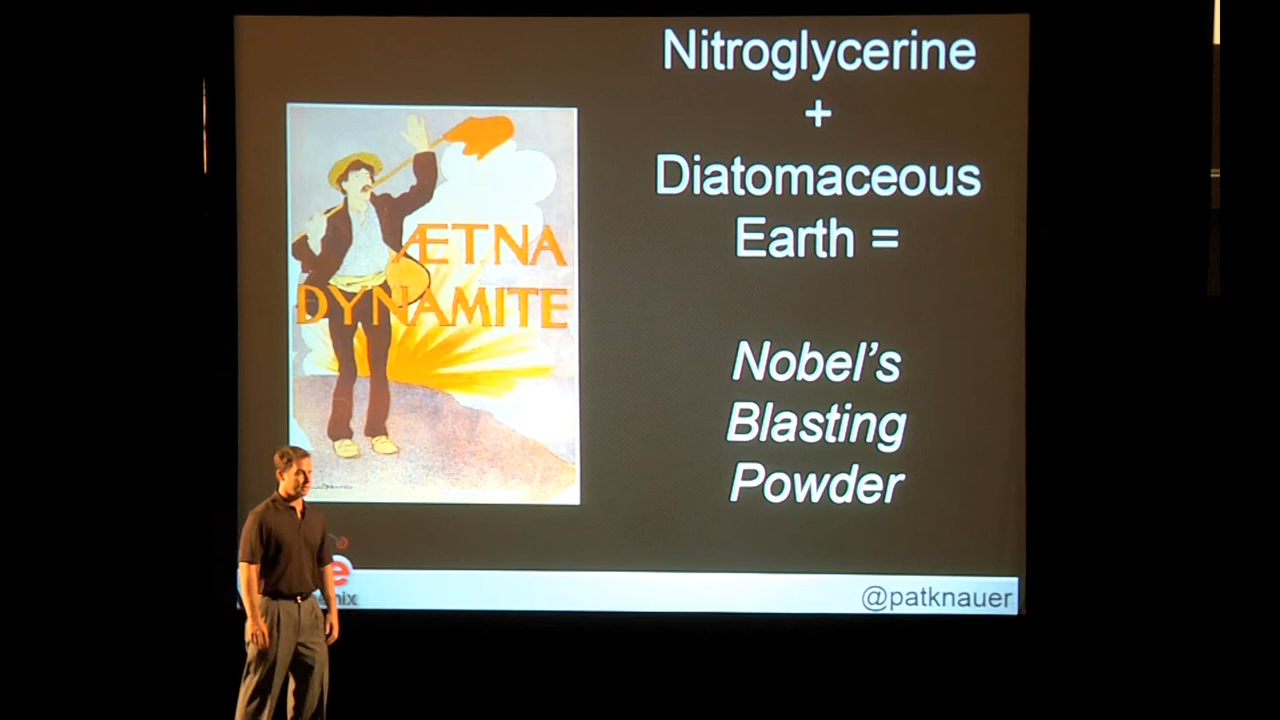 Nitroglycerine
+
Diatomaceous
Earth =
Nobel's
Blasting
Powder
ÆTNA
DYNAMITE
@patknauer